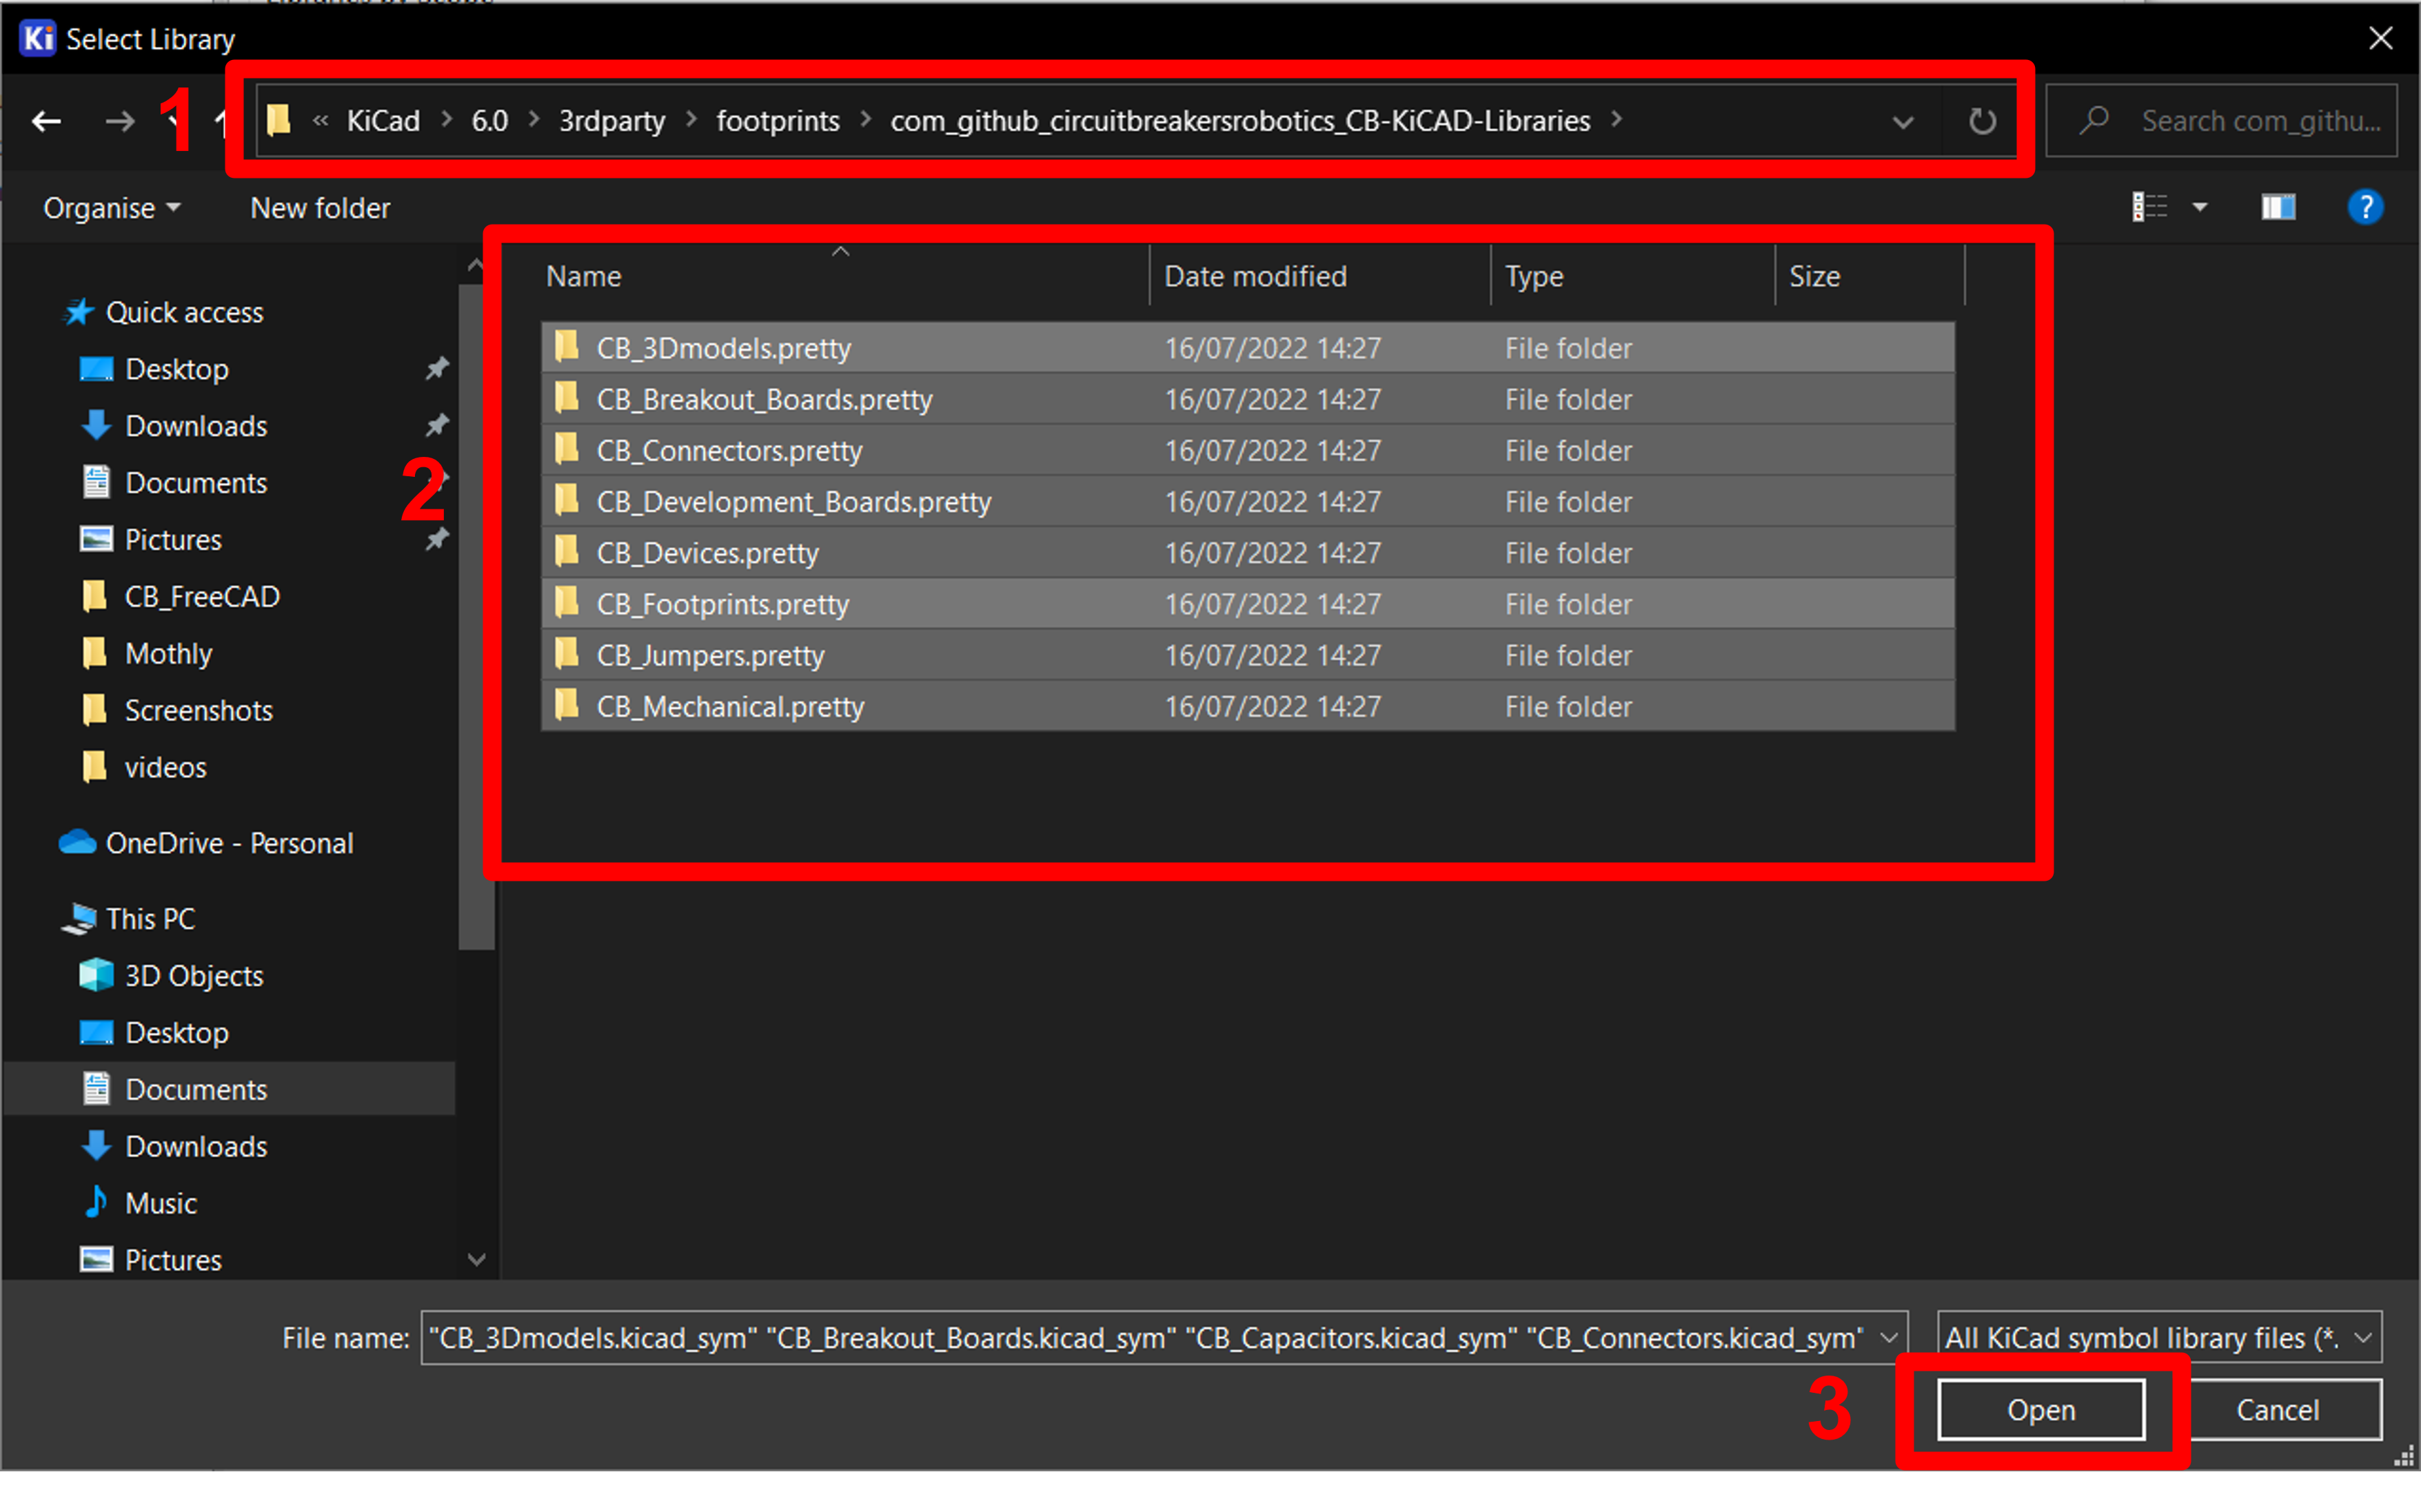 Ki Select Library
1
« KiCad > 6.0 > 3rdparty > footprints > com_github_circuitbreakersrobotics_CB-KiCAD-Libraries >
Search com_githu...
Organise New folder ?
Name Date modified Type Size
Quick access
Desktop
Downloads
Documents
Pictures
CB_FreeCAD
Mothly
Screenshots
videos
OneDrive - Personal
This PC
3D Objects
Desktop
Documents
Downloads
Music
Pictures
2
CB_3Dmodels.pretty 16/07/2022 14:27 File folder
CB_Breakout_Boards.pretty 16/07/2022 14:27 File folder
CB_Connectors.pretty 16/07/2022 14:27 File folder
CB_Development_Boards.pretty 16/07/2022 14:27 File folder
CB_Devices.pretty 16/07/2022 14:27 File folder
CB_Footprints.pretty 16/07/2022 14:27 File folder
CB_Jumpers.pretty 16/07/2022 14:27 File folder
CB_Mechanical.pretty 16/07/2022 14:27 File folder
File name: "CB_3Dmodels.kicad_sym" "CB_Breakout_Boards.kicad_sym" "CB_Capacitors.kicad_sym" "CB_Connectors.kicad_sym"
All KiCad symbol library files (*.
3
Open Cancel